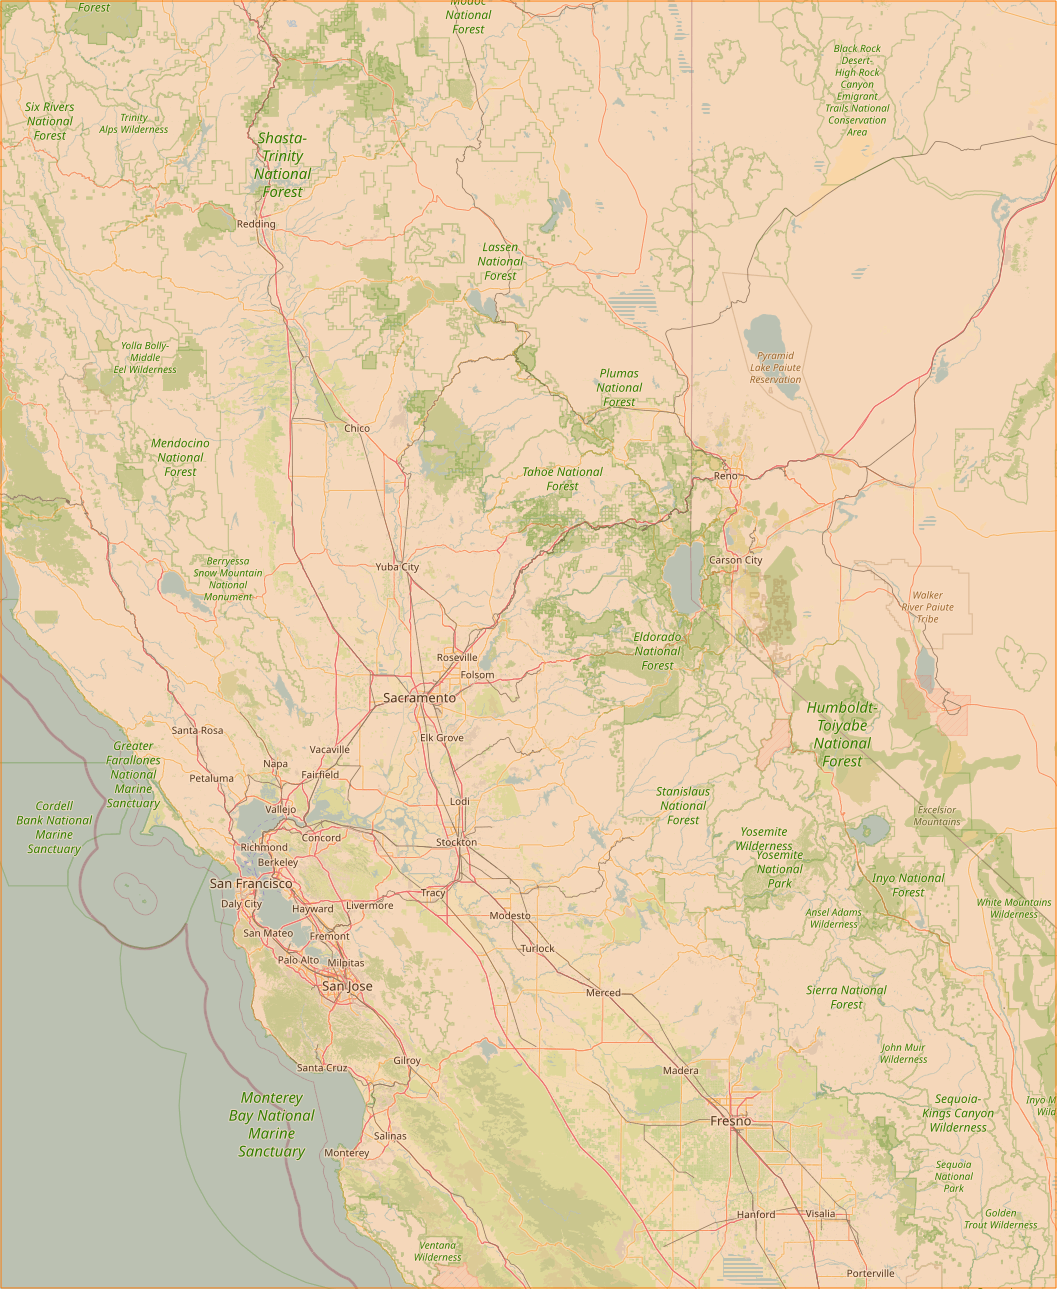 Forest
Modoc
National
Forest
Black Rock
Desert-
High Rock
Canyon
Emigrant
Trails National
Conservation
Area
Six Rivers
National
Forest
Trinity
Alps Wilderness
Shasta-
Trinity
National
Forest
Redding
Lassen
National
Forest
Yolla Bolly-
Middle
Eel Wilderness
Pyramid
Lake Paiute
Reservation
Plumas
National
Forest
Chico
Mendocino
National
Forest
Tahoe National
Forest
Reno
Berryessa
Snow Mountain
National
Monument
Yuba City
Carson City
Walker
River Paiute
Tribe
Roseville
Folsom
Eldorado
National
Forest
Sacramento
Humboldt-
Toiyabe
National
Forest
Santa Rosa
Elk Grove
Vacaville
Greater
Farallones
National
Marine
Sanctuary
Napa
Fairfield
Petaluma
Cordell
Bank National
Marine
Sanctuary
Vallejo
Lodi
Stanislaus
National
Forest
Excelsior
Mountains
Concord
Stockton
Richmond
Berkeley
Yosemite
Wilderness
Yosemite
National
Park
San Francisco
Inyo National
Forest
Tracy
Daly City
Hayward
Livermore
Modesto
Ansel Adams
Wilderness
White Mountains
Wilderness
San Mateo
Fremont
Turlock
Palo Alto
Milpitas
San Jose
Merced
Sierra National
Forest
Gilroy
Santa Cruz
Madera
John Muir
Wilderness
Monterey
Bay National
Marine
Sanctuary
Sequoia-
Kings Canyon
Wilderness
Inyo M
Wild
Fresno
Salinas
Monterey
Sequoia
National
Park
Hanford
Visalia
Golden
Trout Wilderness
Ventana
Wilderness
Porterville